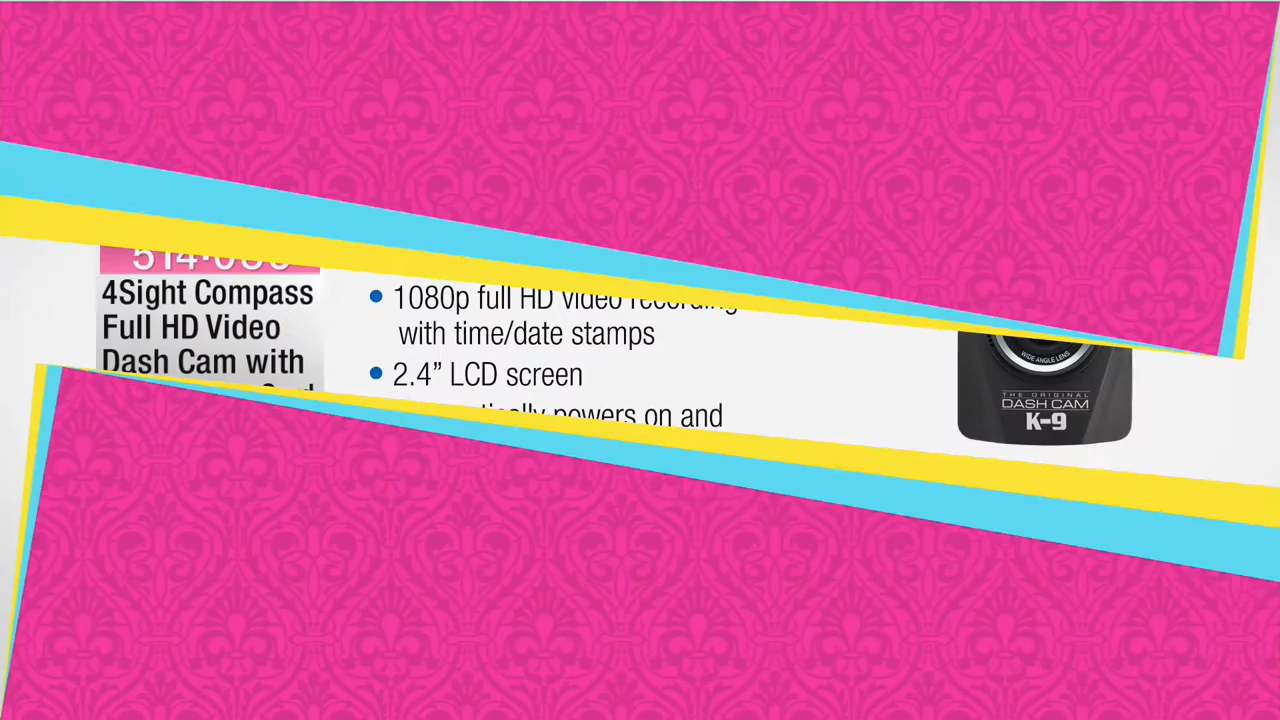 4Sight Compass
Full HD Video
Dash Cam with
1080p full HD video recording
with time/date stamps
2.4” LCD screen
powers on and
WIDE ANGLE LENS
THE ORIGINAL
DASH CAM
K-9